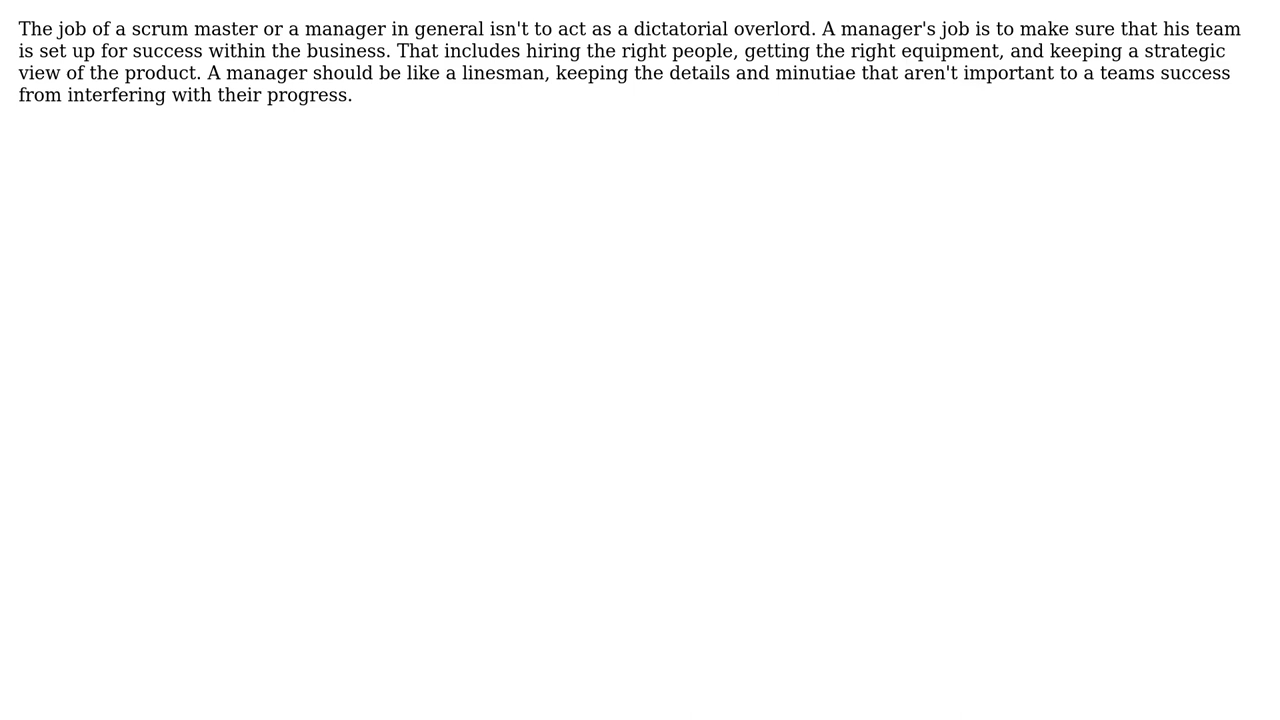 The job of a scrum master or a manager in general isn't to act as a dictatorial overlord. A manager's job is to make sure that his team
is set up for success within the business. That includes hiring the right people, getting the right equipment, and keeping a strategic
view of the product. A manager should be like a linesman, keeping the details and minutiae that aren't important to a teams success
from interfering with their progress.